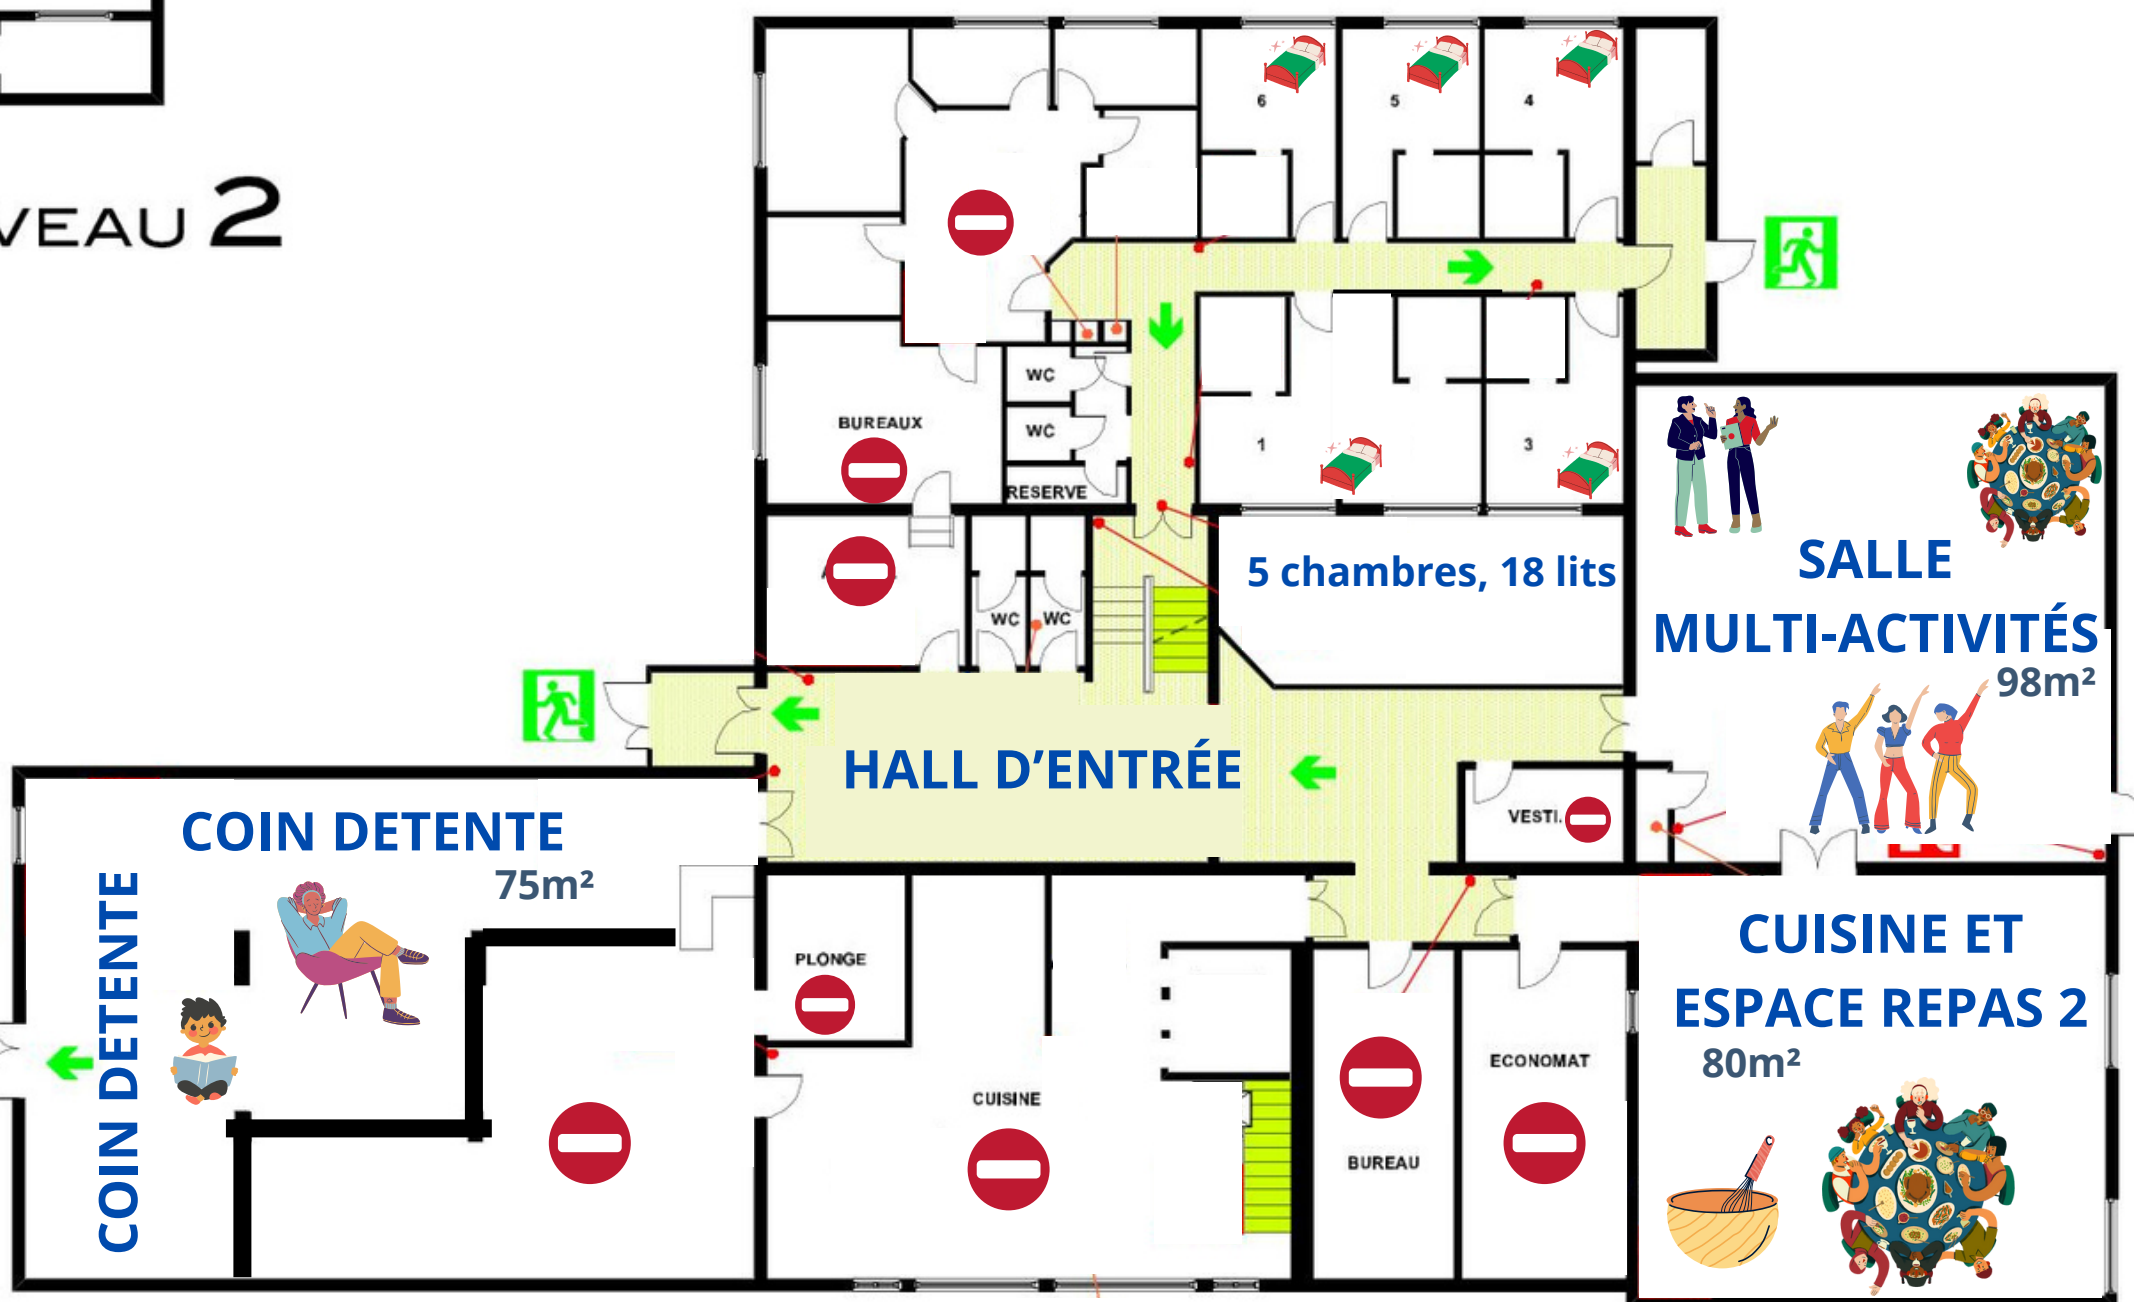 VEAU 2
6
5
4
WC
WC
BUREAUX
RESERVE
1
3
5 chambres, 18 lits
WC
WC
SALLE
MULTI-ACTIVITÉS
98m²
HALL D'ENTRÉE
VESTI.
COIN DETENTE
75m²
COIN DETENTE
PLONGE
CUISINE
BUREAU
ECONOMAT
CUISINE ET
ESPACE REPAS 2
80m²